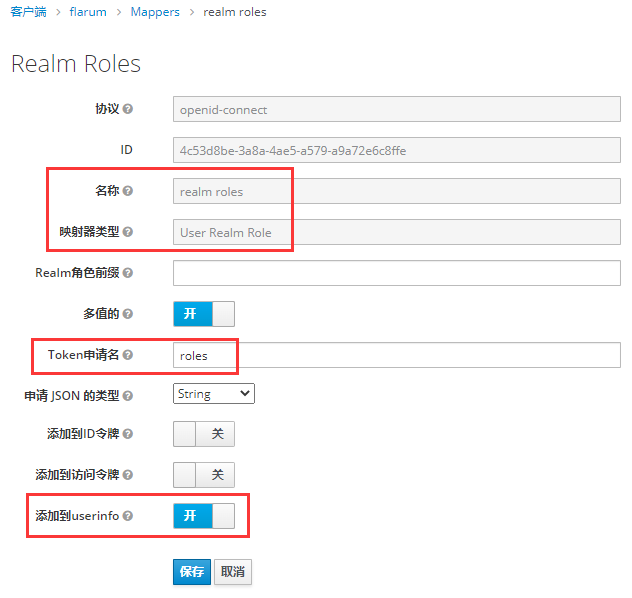 客户端 > flarum > Mappers > realm roles
Realm Roles
协议 openid-connect
ID 4c53d8be-3a8a-4ae5-a579-a9a72e6c8ffe
名称 realm roles
映射器类型 User Realm Role
Realm角色前缀
多值的 开
Token申请名 roles
申请 JSON 的类型 String
添加到ID令牌 关
添加到访问令牌 关
添加到userinfo 开
保存 取消